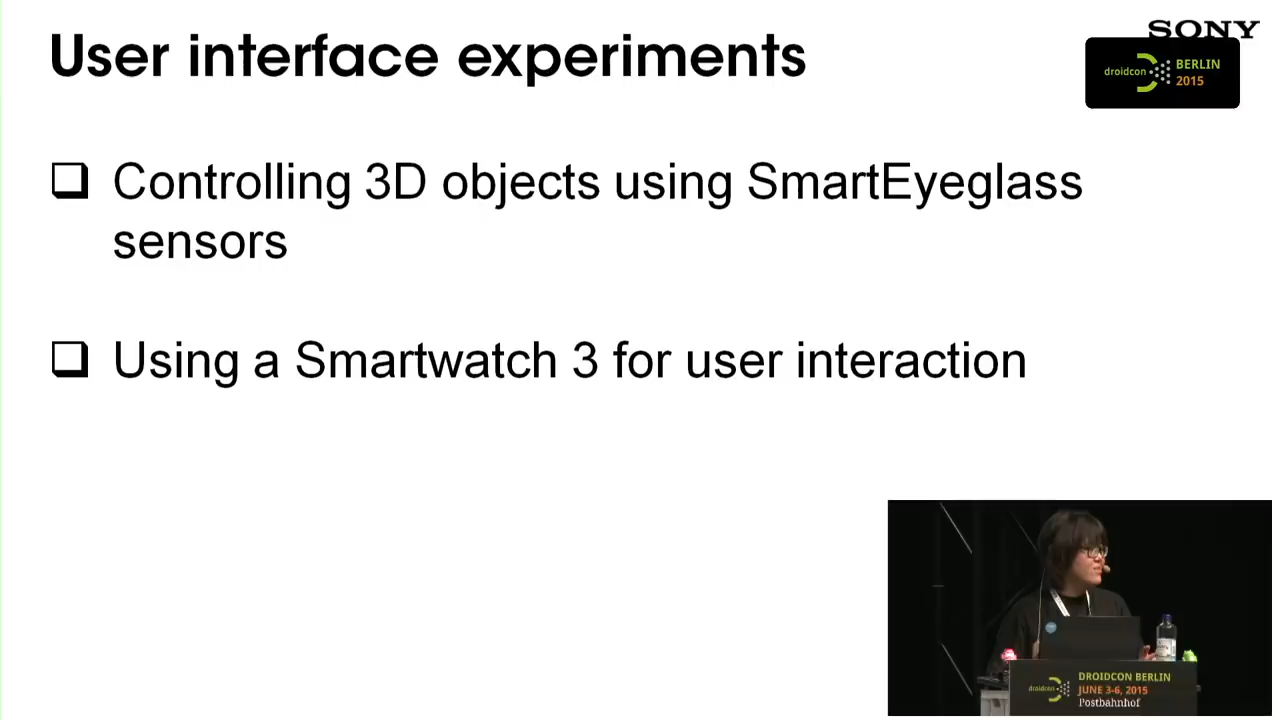 User interface experiments
SONY
droidcon
BERLIN
2015
❑ Controlling 3D objects using SmartEyeglass
sensors
❑ Using a Smartwatch 3 for user interaction
droidcon
DROIDCON BERLIN
JUNE 3-6, 2015
Postbahnhof